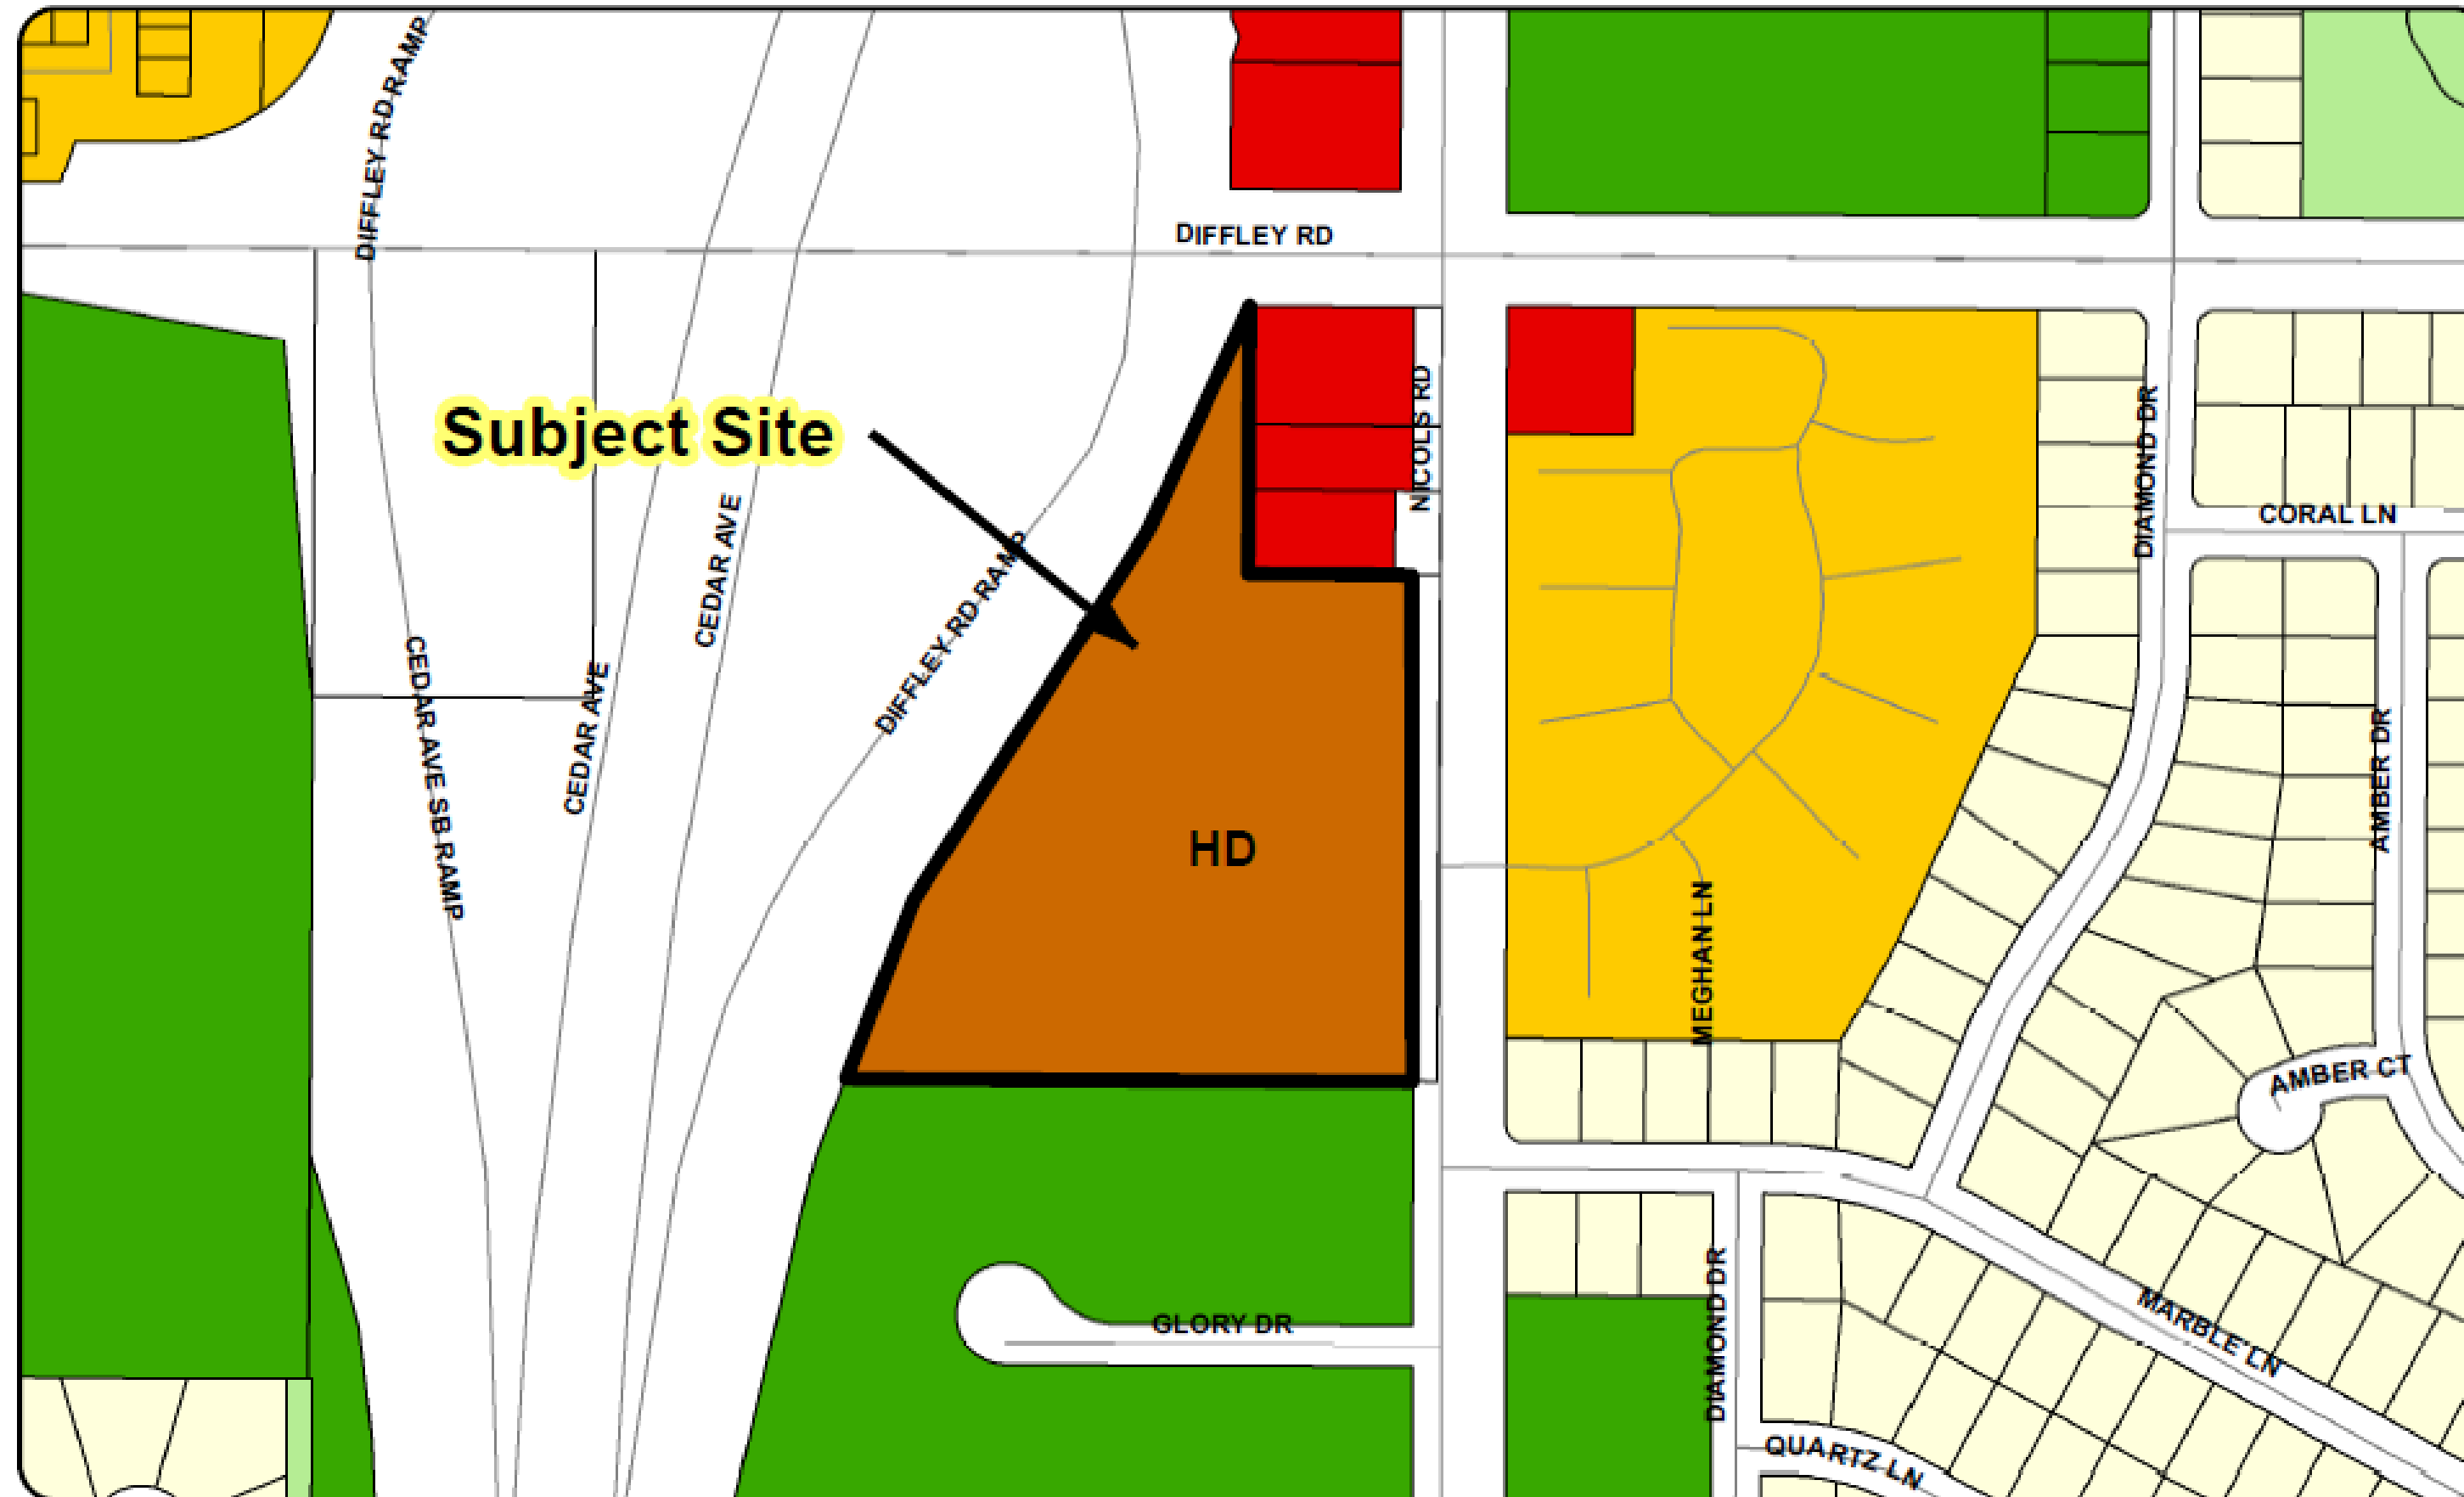 DIFFLEY RD RAMP
DIFFLEY RD
Subject Site
NICOLS RD
CEDAR AVE
CEDAR AVE
DIFFLEY RD RAMP
CEDAR AVE SB RAMP
HD
DIAMOND DR
CORAL LN
AMBER DR
MEGHAN LN
AMBER CT
GLORY DR
DIAMOND DR
MARBLE LN
QUARTZ LN